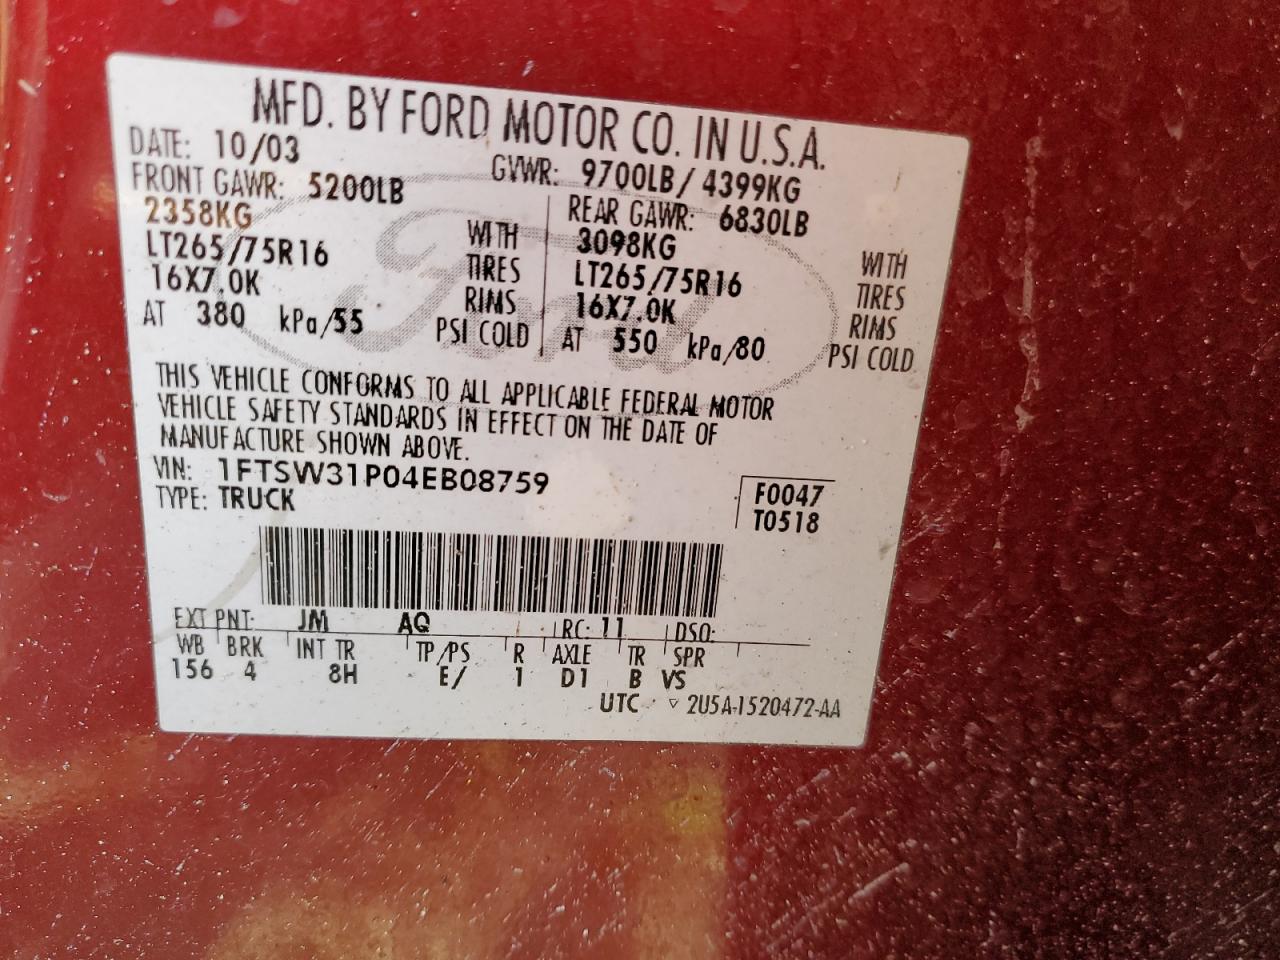 MFD. BY FORD MOTOR CO. IN U.S.A.
DATE: 10/03 GVWR: 9700LB / 4399KG
FRONT GAWR: 5200LB REAR GAWR: 6830LB
2358KG WITH 3098KG WITH
LT265/75R16 TIRES LT265/75R16 TIRES
16X7.0K RIMS 16X7.0K RIMS
AT 380 kPa/55 PSI COLD AT 550 kPa/80 PSI COLD
Ford
THIS VEHICLE CONFORMS TO ALL APPLICABLE FEDERAL MOTOR
VEHICLE SAFETY STANDARDS IN EFFECT ON THE DATE OF
MANUFACTURE SHOWN ABOVE.
VIN: 1FTSW31P04EB08759 F0047
TYPE: TRUCK T0518
EXT PNT: JM AQ RC: 11 DSO:
WB BRK INT TR TP/PS R AXLE TR SPR
156 4 8H E/ 1 D1 B VS
UTC ▽ 2U5A-1520472-AA